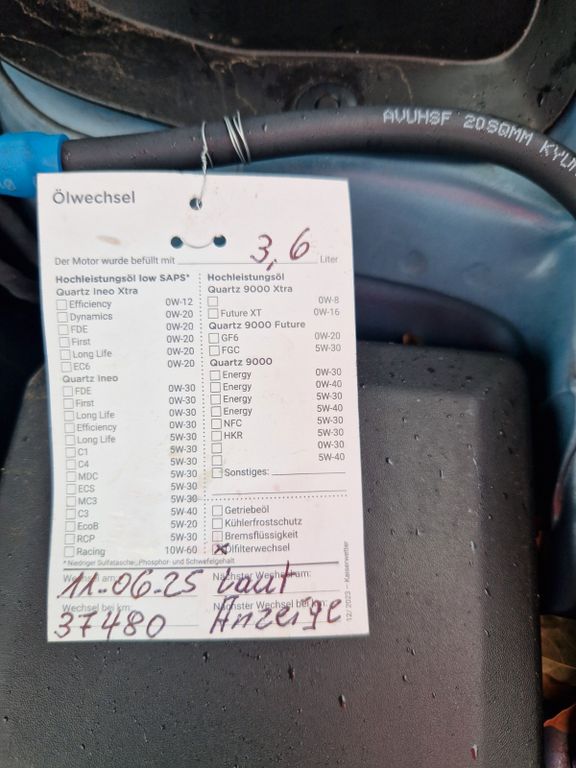 AVUHSF 20SQMM KYLM
Ölwechsel
Der Motor wurde befüllt mit 3,6 Liter
Hochleistungsöl low SAPS*
Quartz Ineo Xtra
Efficiency 0W-12
Dynamics 0W-20
FDE 0W-20
First 0W-20
Long Life 0W-20
EC6 0W-20
Quartz Ineo
FDE 0W-30
First 0W-30
Long Life 0W-30
Efficiency 0W-30
Long Life 5W-30
C1 5W-30
C4 5W-30
MDC 5W-30
ECS 5W-30
MC3 5W-30
C3 5W-40
EcoB 5W-20
RCP 5W-30
Racing 10W-60
* Niedriger Sulfatasche-, Phosphor- und Schwefelgehalt
Hochleistungsöl
Quartz 9000 Xtra
0W-8
Future XT 0W-16
Quartz 9000 Future
GF6 0W-20
FGC 5W-30
Quartz 9000
Energy 0W-30
Energy 0W-40
Energy 5W-40
Energy 5W-30
NFC 5W-30
HKR 5W-30
0W-30
5W-40
Sonstiges:
Getriebeöl
Kühlerfrostschutz
Bremsflüssigkeit
Ölfilterwechsel
Wechsel am: Nächster Wechsel am:
11-06.25 laut
Wechsel bei km: Nächster Wechsel bei km:
37480 Anzeige
12/2023 – Kaiserwetter